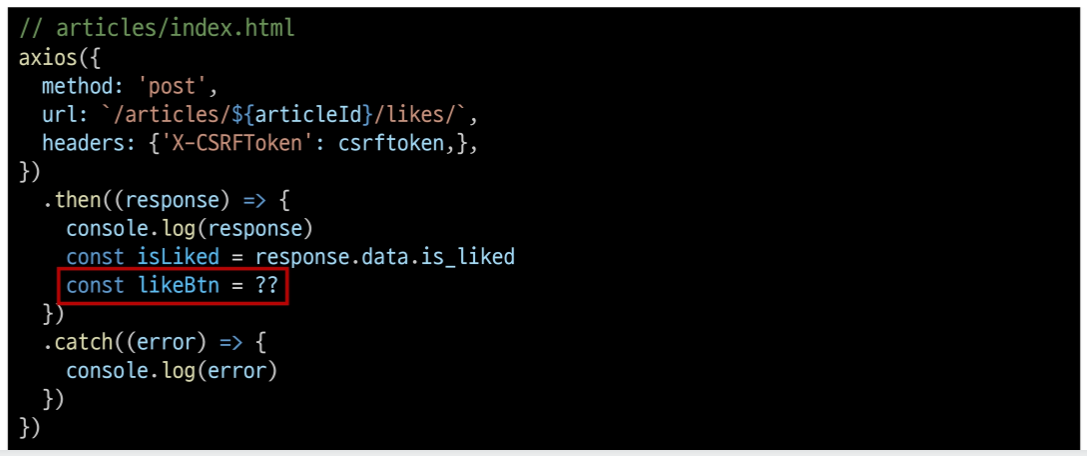 // articles/index.html
axios({
  method: 'post',
  url: `/articles/${articleId}/likes/`,
  headers: {'X-CSRFToken': csrftoken,},
})
  .then((response) => {
    console.log(response)
    const isLiked = response.data.is_liked
    const likeBtn = ??
  })
  .catch((error) => {
    console.log(error)
  })
})